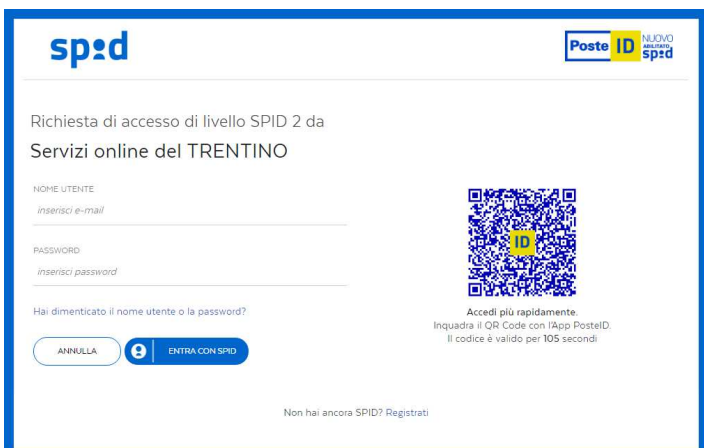 sp:d
Poste ID NUOVO ABILITATO sp:d
Richiesta di accesso di livello SPID 2 da
Servizi online del TRENTINO
NOME UTENTE
inserisci e-mail
PASSWORD
inserisci password
Hai dimenticato il nome utente o la password?
ANNULLA
ENTRA CON SPID
ID
Accedi più rapidamente.
Inquadra il QR Code con l'App PosteID.
Il codice è valido per 105 secondi
Non hai ancora SPID? Registrati